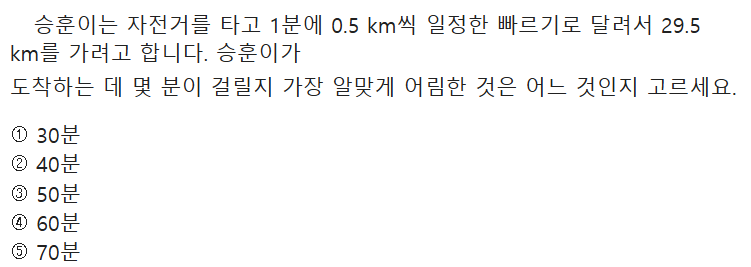 승훈이는 자전거를 타고 1분에 0.5 km씩 일정한 빠르기로 달려서 29.5
km를 가려고 합니다. 승훈이가
도착하는 데 몇 분이 걸릴지 가장 알맞게 어림한 것은 어느 것인지 고르세요.
① 30분
② 40분
③ 50분
④ 60분
⑤ 70분